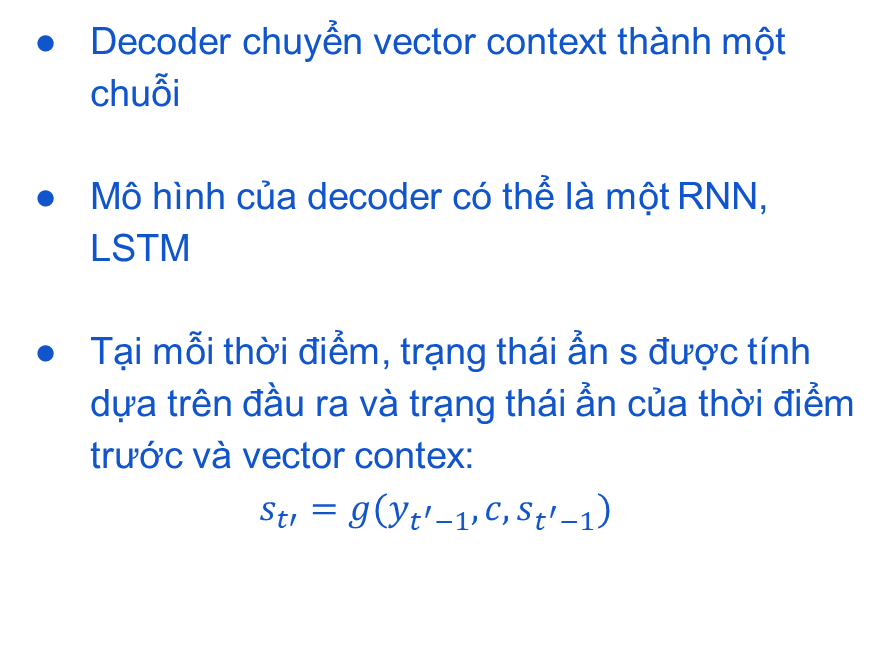 ● Decoder chuyển vector context thành một
chuỗi
● Mô hình của decoder có thể là một RNN,
LSTM
● Tại mỗi thời điểm, trạng thái ẩn s được tính
dựa trên đầu ra và trạng thái ẩn của thời điểm
trước và vector contex:
$s_{t'} = g(y_{t'-1}, c, s_{t'-1})$